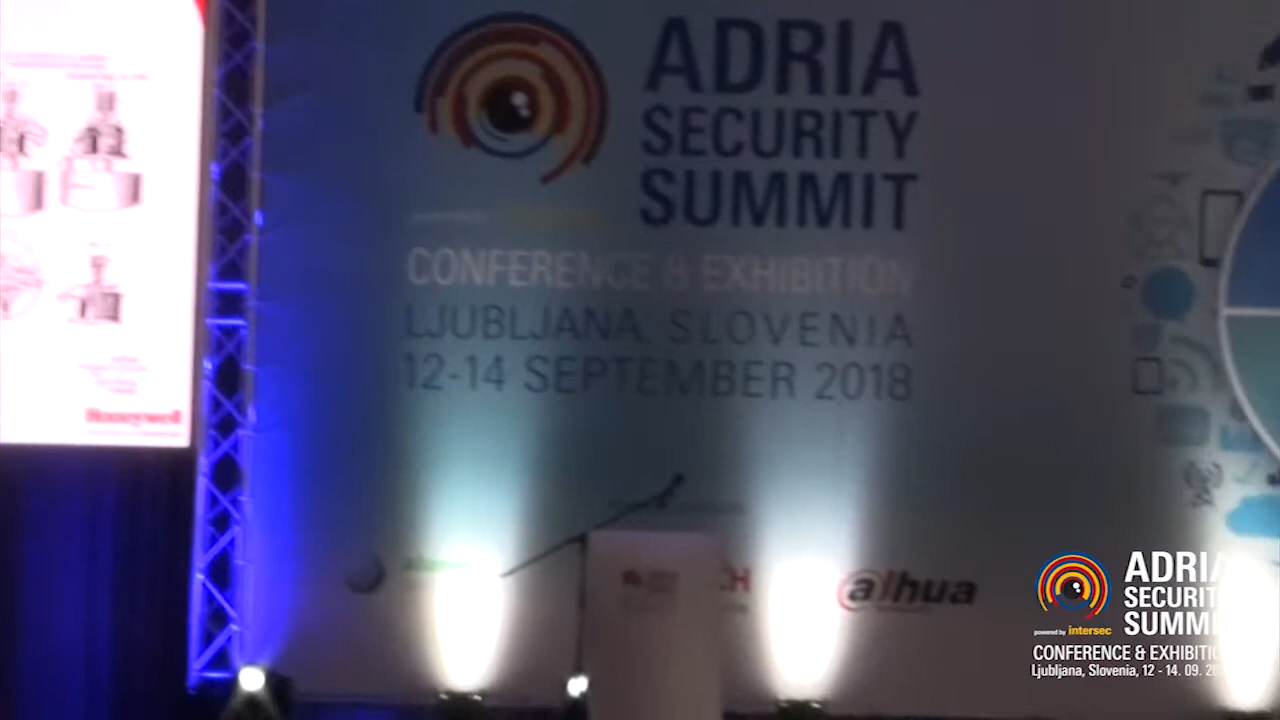 ADRIA
SECURITY
SUMMIT
CONFERENCE & EXHIBITION
LJUBLJANA, SLOVENIA
12-14 SEPTEMBER 2018
Honeywell
alhua
ADRIA
SECURITY
SUMMIT
powered by intersec
CONFERENCE & EXHIBITION
Ljubljana, Slovenia, 12 - 14. 09. 20